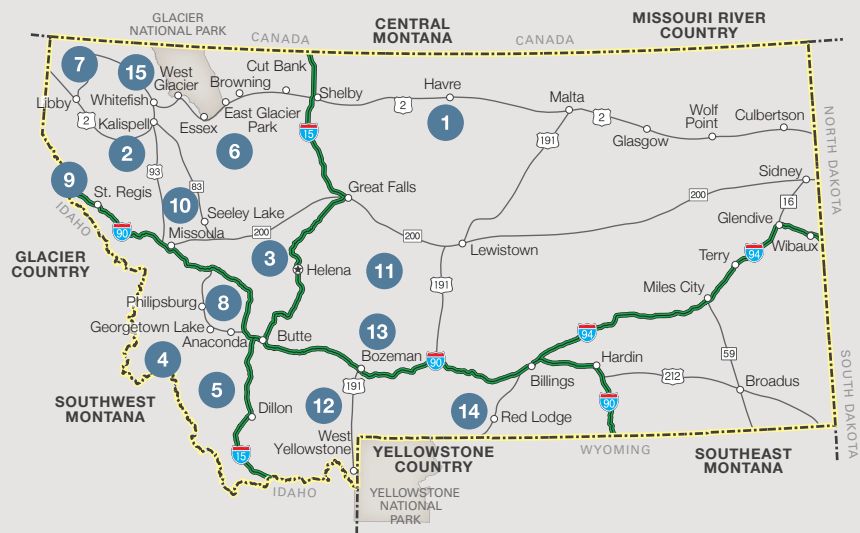 GLACIER
NATIONAL PARK
CANADA
CENTRAL
MONTANA
CANADA
MISSOURI RIVER
COUNTRY
7
15
West
Glacier
Cut Bank
Browning
Shelby
Havre
2
Malta
2
Wolf
Point
Culbertson
Libby
Whitefish
2
Kalispell
Essex
East Glacier
Park
15
1
191
Glasgow
NORTH DAKOTA
2
6
93
9
St. Regis
83
10
Great Falls
200
Sidney
16
IDAHO
90
Seeley Lake
200
Missoula
200
Lewistown
Glendive
Wibaux
94
GLACIER
COUNTRY
3
Helena
11
191
Terry
Miles City
Philipsburg
8
Georgetown Lake
Anaconda
Butte
13
Bozeman
90
94
59
4
5
191
Billings
Hardin
212
Broadus
SOUTH DAKOTA
SOUTHWEST
MONTANA
Dillon
12
14
Red Lodge
90
15
West
Yellowstone
YELLOWSTONE
COUNTRY
WYOMING
SOUTHEAST
MONTANA
IDAHO
YELLOWSTONE
NATIONAL
PARK